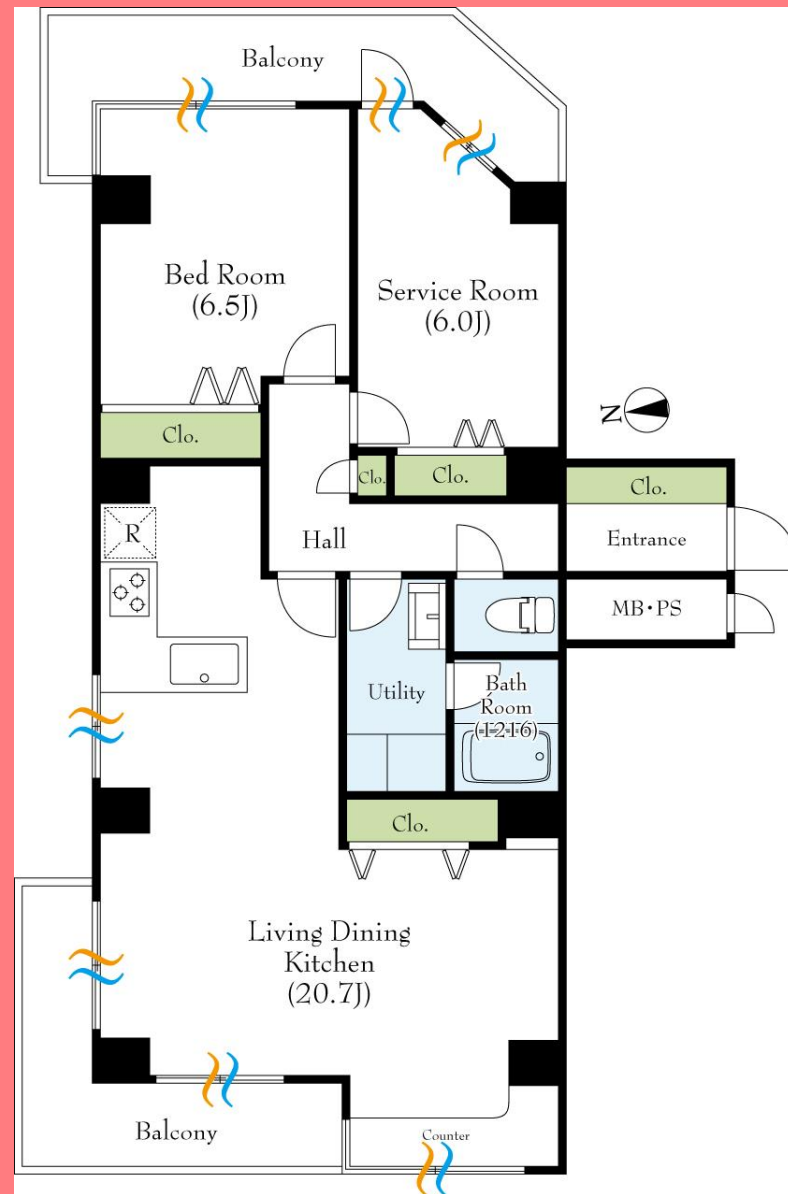 Balcony
Bed Room
(6.5J)
Service Room
(6.0J)
Clo.
Clo.
Clo.
Clo.
N
R
Hall
Entrance
MB・PS
Utility
Bath
Room
(1216)
Clo.
Living Dining
Kitchen
(20.7J)
Balcony
Counter